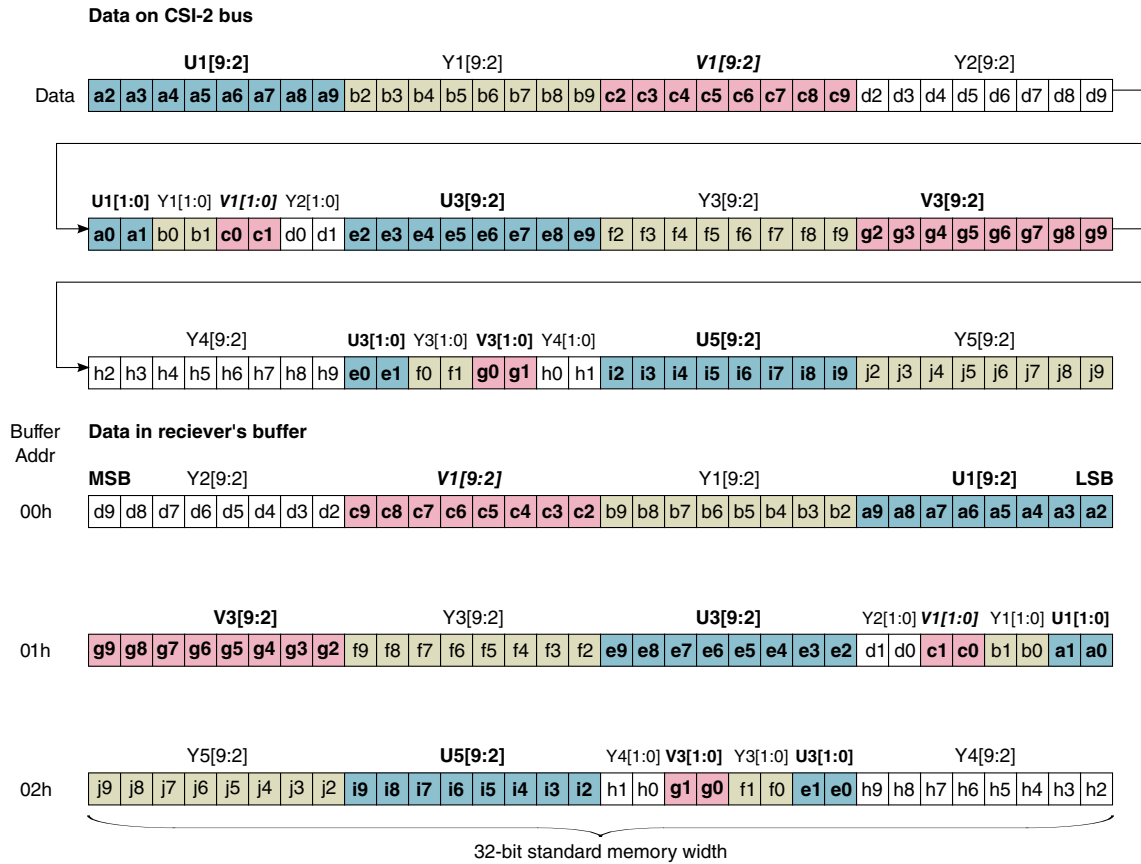 Data on CSI-2 bus
U1[9:2] Y1[9:2] V1[9:2] Y2[9:2]
Data a2 a3 a4 a5 a6 a7 a8 a9 b2 b3 b4 b5 b6 b7 b8 b9 c2 c3 c4 c5 c6 c7 c8 c9 d2 d3 d4 d5 d6 d7 d8 d9
U1[1:0] Y1[1:0] V1[1:0] Y2[1:0] U3[9:2] Y3[9:2] V3[9:2]
a0 a1 b0 b1 c0 c1 d0 d1 e2 e3 e4 e5 e6 e7 e8 e9 f2 f3 f4 f5 f6 f7 f8 f9 g2 g3 g4 g5 g6 g7 g8 g9
Y4[9:2] U3[1:0] Y3[1:0] V3[1:0] Y4[1:0] U5[9:2] Y5[9:2]
h2 h3 h4 h5 h6 h7 h8 h9 e0 e1 f0 f1 g0 g1 h0 h1 i2 i3 i4 i5 i6 i7 i8 i9 j2 j3 j4 j5 j6 j7 j8 j9
Buffer Data in reciever's buffer
Addr
MSB Y2[9:2] V1[9:2] Y1[9:2] U1[9:2] LSB
00h d9 d8 d7 d6 d5 d4 d3 d2 c9 c8 c7 c6 c5 c4 c3 c2 b9 b8 b7 b6 b5 b4 b3 b2 a9 a8 a7 a6 a5 a4 a3 a2
V3[9:2] Y3[9:2] U3[9:2] Y2[1:0] V1[1:0] Y1[1:0] U1[1:0]
01h g9 g8 g7 g6 g5 g4 g3 g2 f9 f8 f7 f6 f5 f4 f3 f2 e9 e8 e7 e6 e5 e4 e3 e2 d1 d0 c1 c0 b1 b0 a1 a0
Y5[9:2] U5[9:2] Y4[1:0] V3[1:0] Y3[1:0] U3[1:0] Y4[9:2]
02h j9 j8 j7 j6 j5 j4 j3 j2 i9 i8 i7 i6 i5 i4 i3 i2 h1 h0 g1 g0 f1 f0 e1 e0 h9 h8 h7 h6 h5 h4 h3 h2
32-bit standard memory width